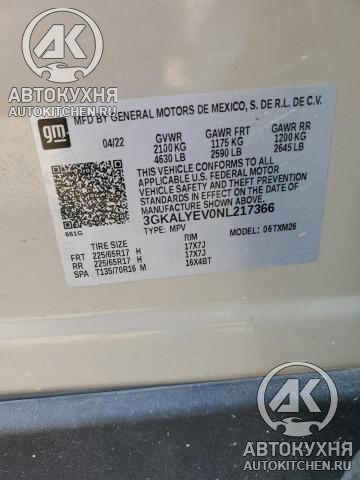 АВТОКУХНЯ
AutoKitchen.ru
gm
MFD BY GENERAL MOTORS DE MEXICO, S. DE R.L. DE C.V.
04/22 GVWR GAWR FRT GAWR RR
2100 KG 1175 KG 1200 KG
4630 LB 2590 LB 2645 LB
THIS VEHICLE CONFORMS TO ALL
APPLICABLE U.S. FEDERAL MOTOR
VEHICLE SAFETY, BUMPER, AND THEFT PREVENTION
STANDARDS IN EFFECT ON THE DATE OF
MANUFACTURE SHOWN ABOVE.
3GKALYEV0NL217366
661G TYPE: MPV MODEL: 06TXM26
TIRE SIZE RIM
FRT 225/65R17 H 17X7J
RR 225/65R17 H 17X7J
SPA T135/70R16 M 16X4BT
AK
АВТОКУХНЯ
AutoKitchen.ru